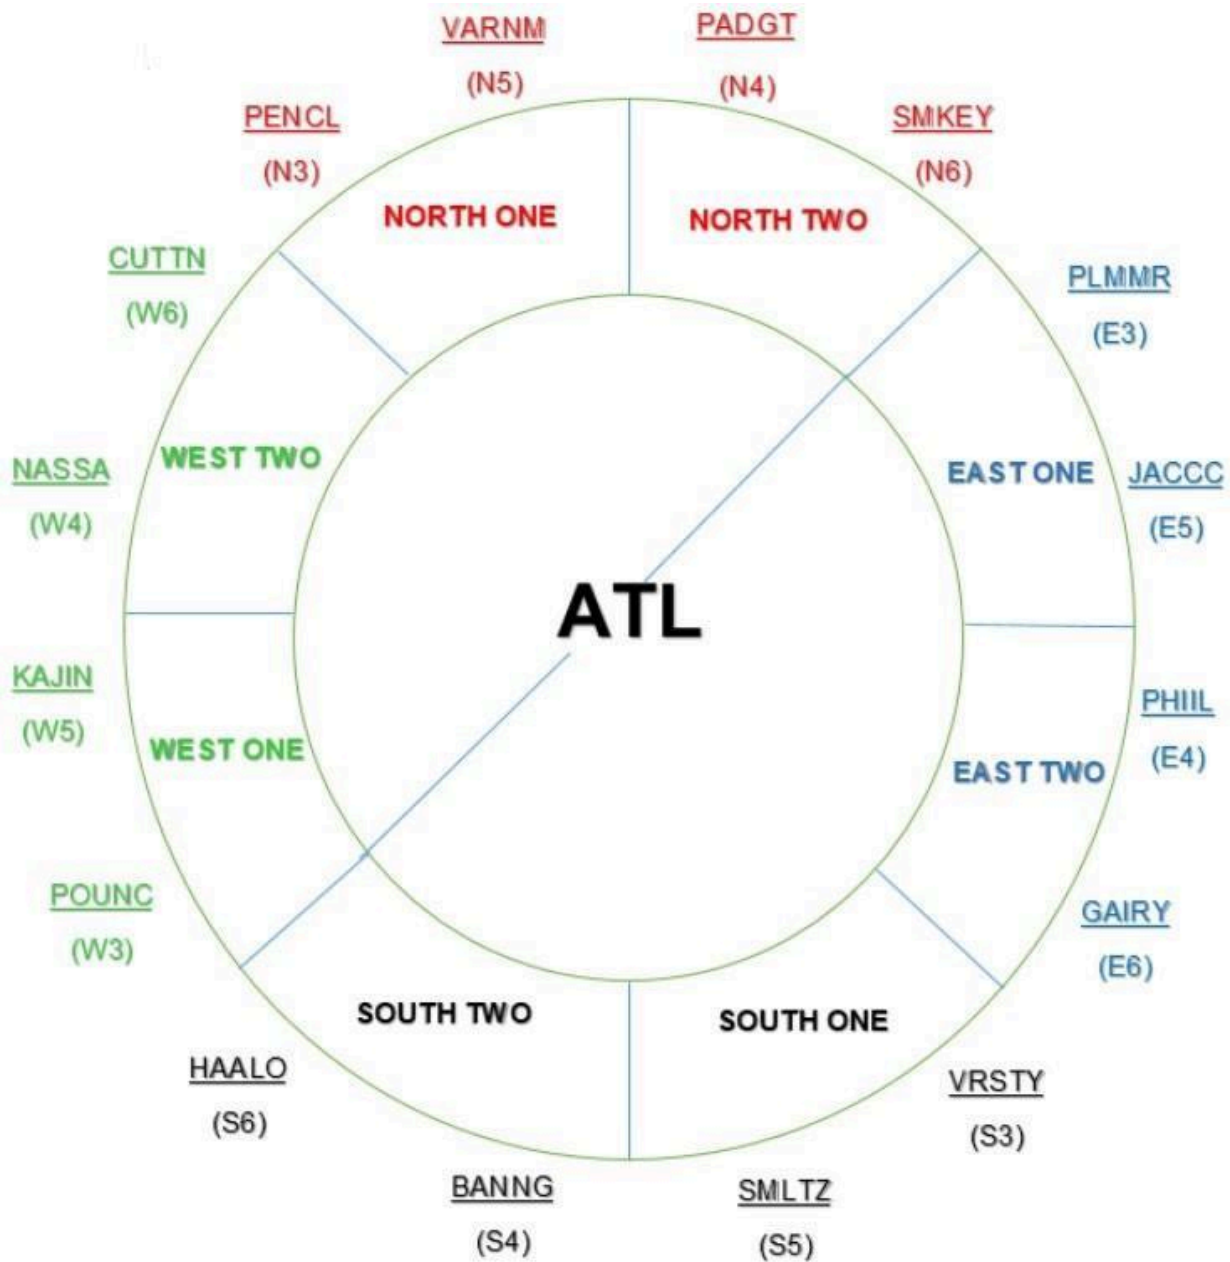 VARNM
(N5)
PADGT
(N4)
PENCL
(N3)
SMKEY
(N6)
NORTH ONE
NORTH TWO
CUTTN
(W6)
PLMMR
(E3)
WEST TWO
NASSA
(W4)
EAST ONE
JACCC
(E5)
ATL
KAJIN
(W5)
WEST ONE
PHIIL
(E4)
EAST TWO
POUNC
(W3)
GAIRY
(E6)
SOUTH TWO
SOUTH ONE
HAALO
(S6)
VRSTY
(S3)
BANNG
(S4)
SMLTZ
(S5)